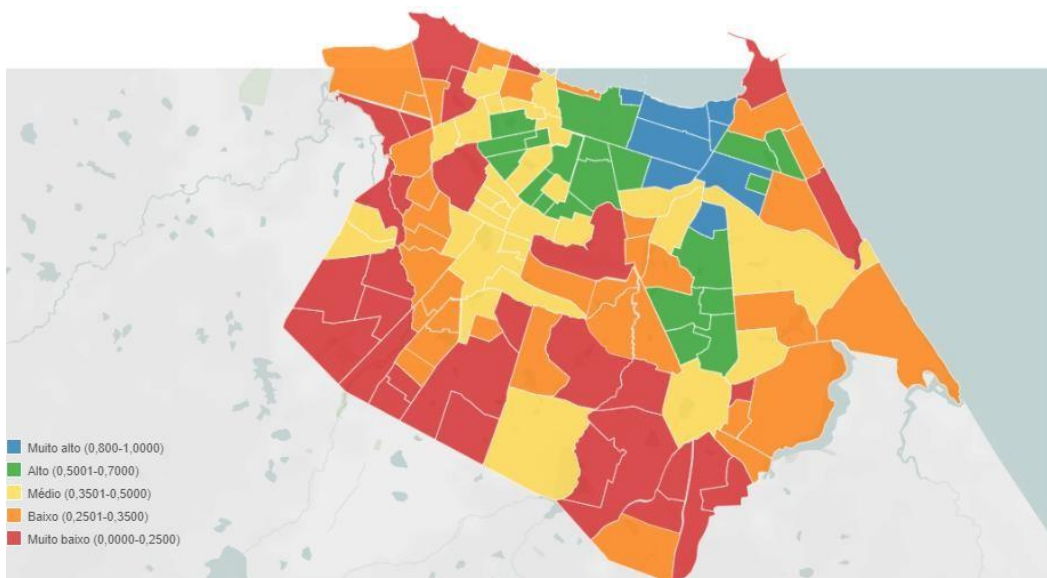 Muito alto (0,800-1,0000)
Alto (0,5001-0,7000)
Médio (0,3501-0,5000)
Baixo (0,2501-0,3500)
Muito baixo (0,0000-0,2500)